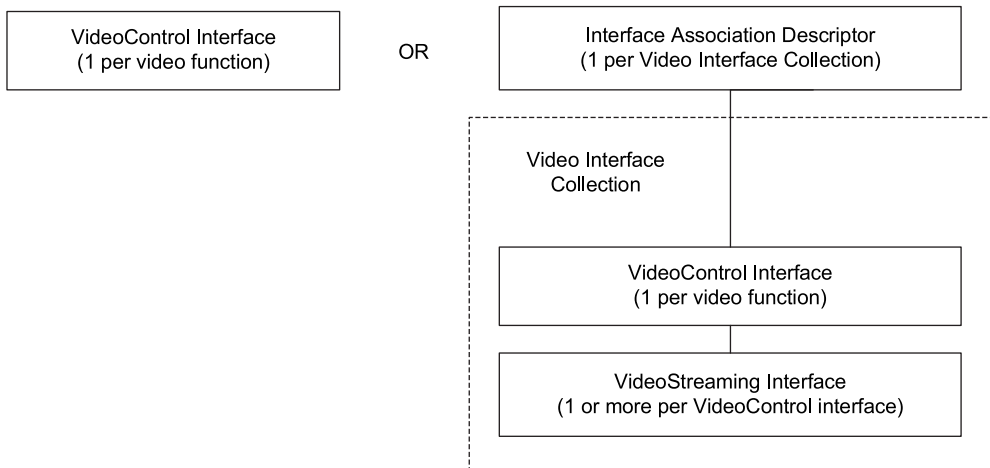 VideoControl Interface
(1 per video function)
OR
Interface Association Descriptor
(1 per Video Interface Collection)
Video Interface
Collection
VideoControl Interface
(1 per video function)
VideoStreaming Interface
(1 or more per VideoControl interface)